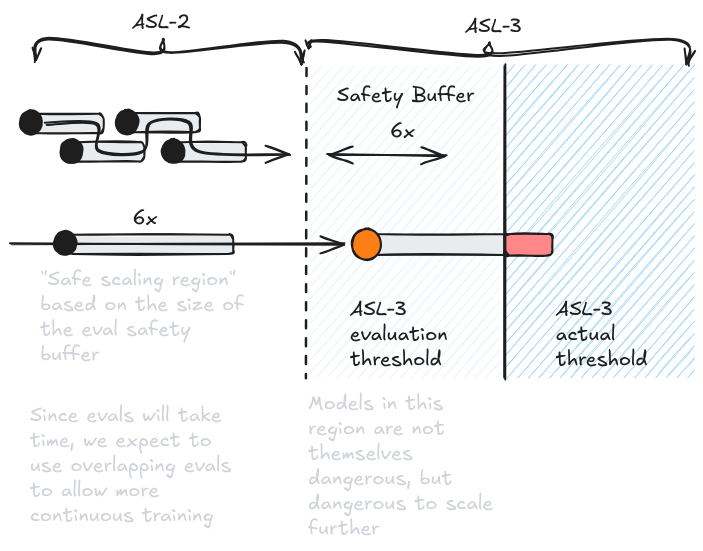 ASL-2
ASL-3
Safety Buffer
6x
6x
"Safe scaling region"
based on the size of
the eval safety
buffer
ASL-3
evaluation
threshold
ASL-3
actual
threshold
Since evals will take
time, we expect to
use overlapping evals
to allow more
continuous training
Models in this
region are not
themselves
dangerous, but
dangerous to scale
further